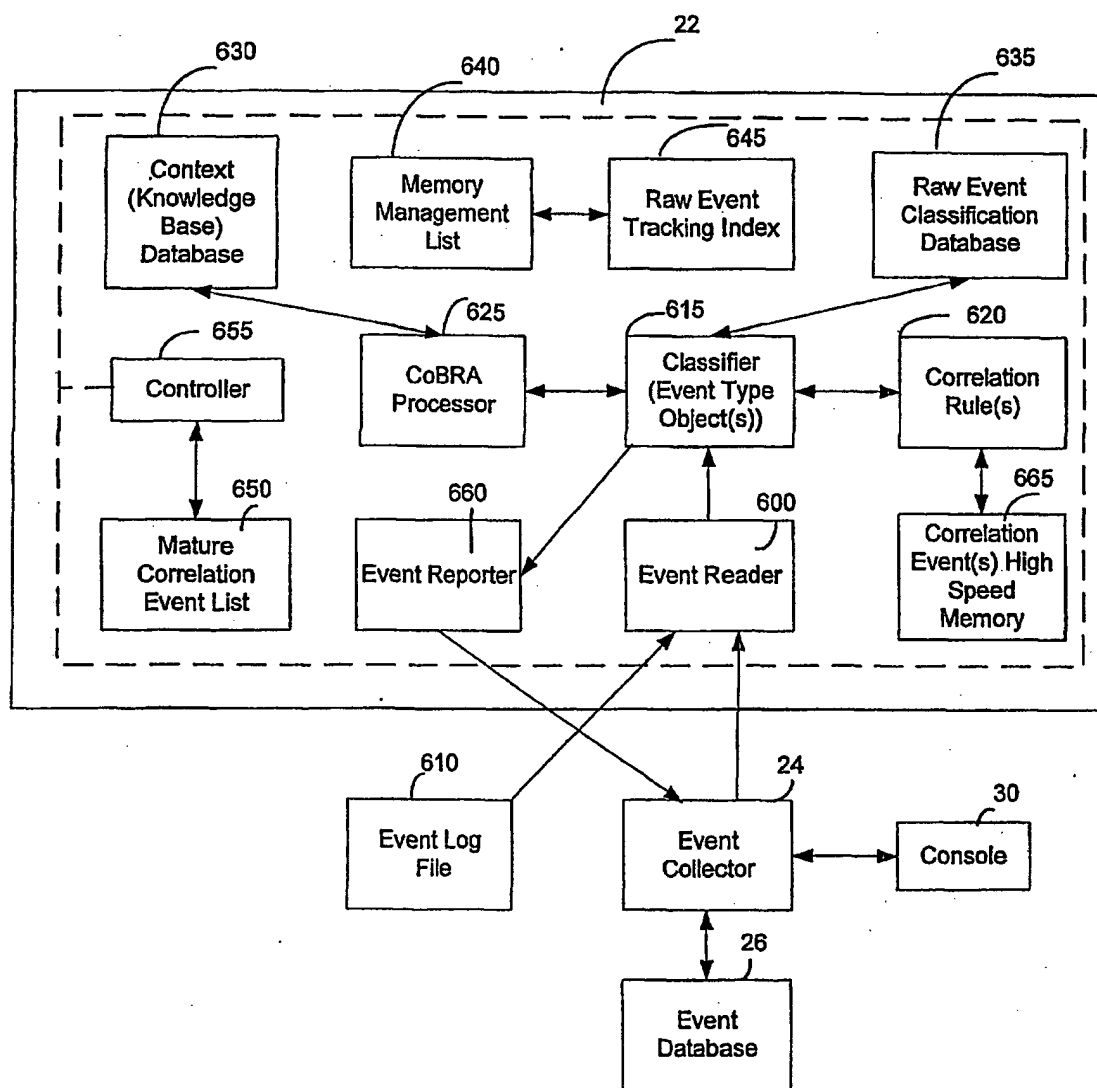 22
630
640
635
645
Context
(Knowledge
Base)
Database
Memory
Management
List
Raw Event
Tracking Index
Raw Event
Classification
Database
655
625
615
620
Controller
CoBRA
Processor
Classifier
(Event Type
Object(s))
Correlation
Rule(s)
650
660
600
665
Mature
Correlation
Event List
Event Reporter
Event Reader
Correlation
Event(s) High
Speed
Memory
610
24
30
Event Log
File
Event
Collector
Console
26
Event
Database